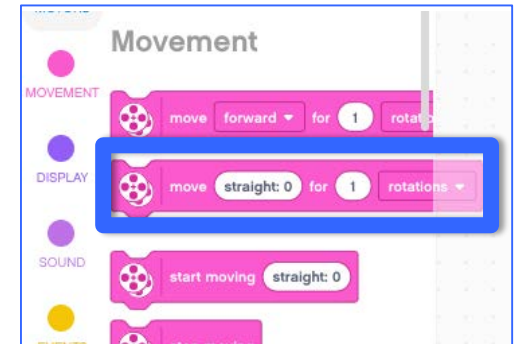 Movement
MOVEMENT
move forward for 1
DISPLAY
move straight: 0 for 1 rotations
SOUND
start moving straight: 0